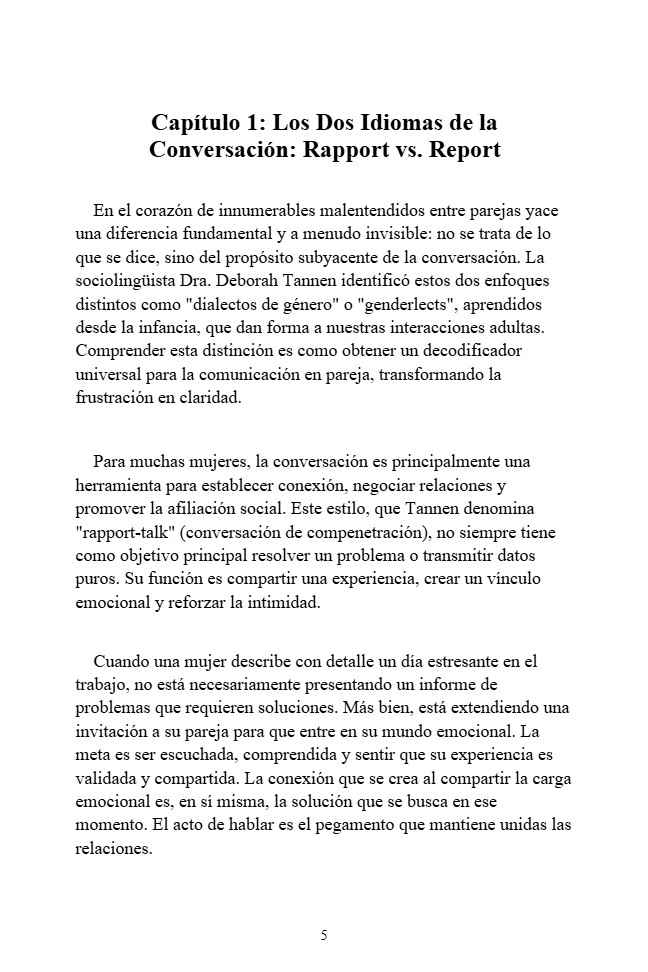 Capítulo 1: Los Dos Idiomas de la
Conversación: Rapport vs. Report
En el corazón de innumerables malentendidos entre parejas yace
una diferencia fundamental y a menudo invisible: no se trata de lo
que se dice, sino del propósito subyacente de la conversación. La
sociolingüista Dra. Deborah Tannen identificó estos dos enfoques
distintos como "dialectos de género" o "genderlects", aprendidos
desde la infancia, que dan forma a nuestras interacciones adultas.
Comprender esta distinción es como obtener un decodificador
universal para la comunicación en pareja, transformando la
frustración en claridad.
Para muchas mujeres, la conversación es principalmente una
herramienta para establecer conexión, negociar relaciones y
promover la afiliación social. Este estilo, que Tannen denomina
"rapport-talk" (conversación de compenetración), no siempre tiene
como objetivo principal resolver un problema o transmitir datos
puros. Su función es compartir una experiencia, crear un vínculo
emocional y reforzar la intimidad.
Cuando una mujer describe con detalle un día estresante en el
trabajo, no está necesariamente presentando un informe de
problemas que requieren soluciones. Más bien, está extendiendo una
invitación a su pareja para que entre en su mundo emocional. La
meta es ser escuchada, comprendida y sentir que su experiencia es
validada y compartida. La conexión que se crea al compartir la carga
emocional es, en sí misma, la solución que se busca en ese
momento. El acto de hablar es el pegamento que mantiene unidas las
relaciones.
5